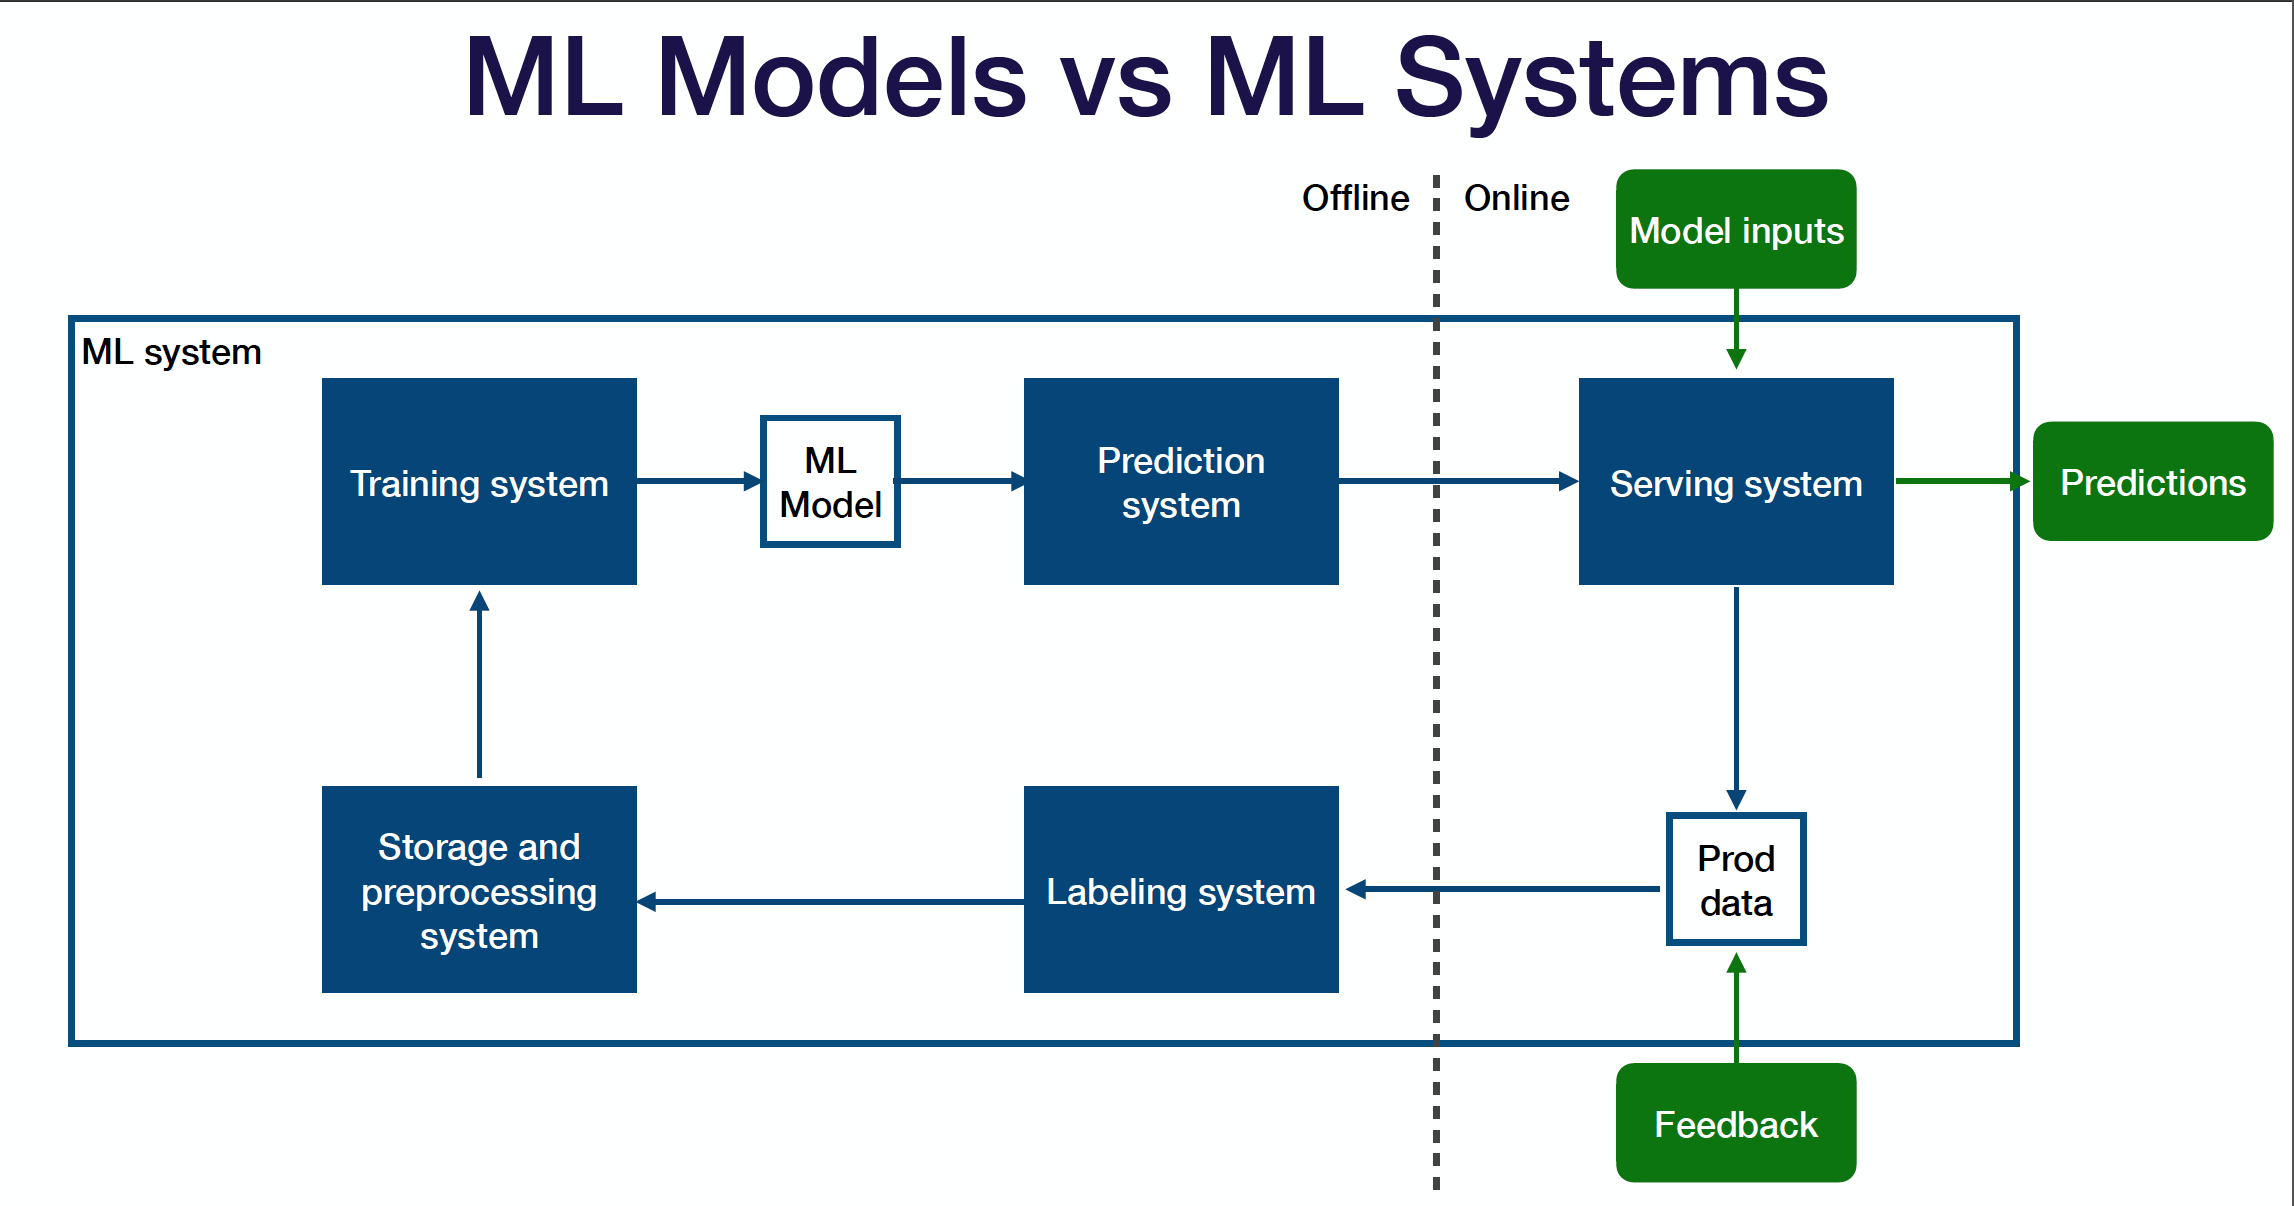 ML Models vs ML Systems
Offline
Online
Model inputs
ML system
Training system
ML
Model
Prediction
system
Serving system
Predictions
Storage and
preprocessing
system
Labeling system
Prod
data
Feedback